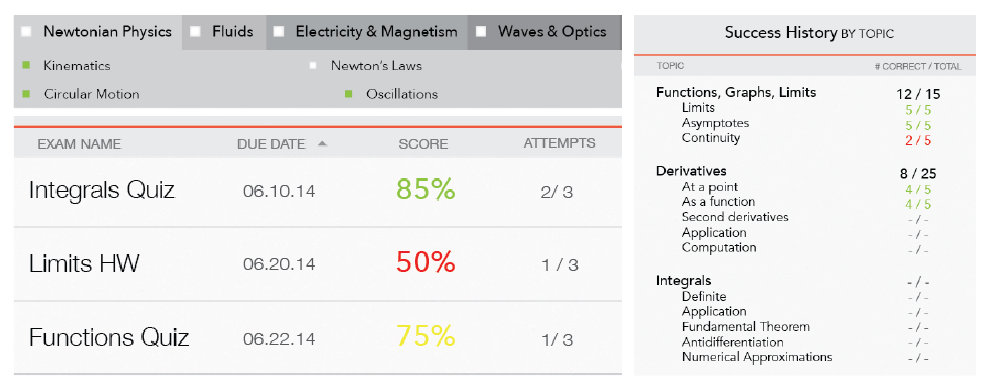 Newtonian Physics Fluids Electricity & Magnetism Waves & Optics
Kinematics Newton's Laws
Circular Motion Oscillations
EXAM NAME DUE DATE SCORE ATTEMPTS
Integrals Quiz 06.10.14 85% 2/ 3
Limits HW 06.20.14 50% 1 / 3
Functions Quiz 06.22.14 75% 1/ 3
Success History BY TOPIC
TOPIC # CORRECT / TOTAL
Functions, Graphs, Limits 12 / 15
Limits 5 / 5
Asymptotes 5 / 5
Continuity 2 / 5
Derivatives 8 / 25
At a point 4 / 5
As a function 4 / 5
Second derivatives - / -
Application - / -
Computation - / -
Integrals - / -
Definite - / -
Application - / -
Fundamental Theorem - / -
Antidifferentiation - / -
Numerical Approximations - / -